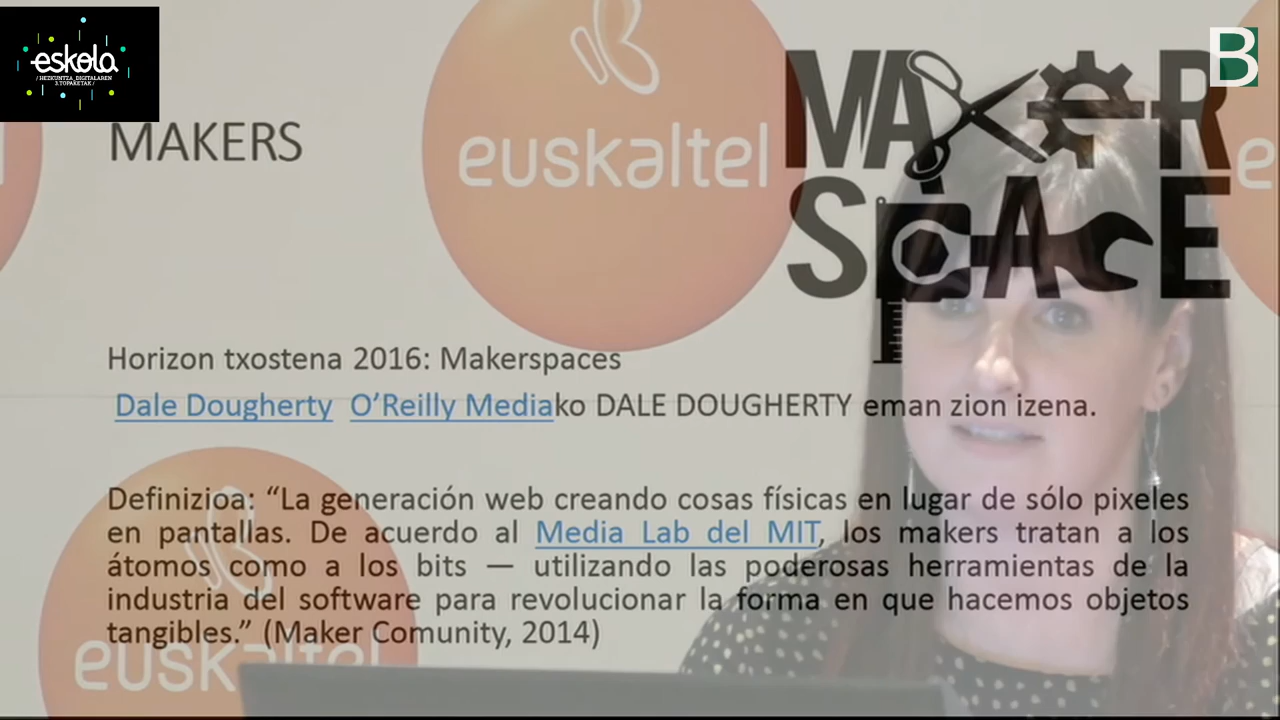 eskola
/ HEZKUNTZA_DIGITALAREN
3.TOPAKETAK /
B
MAKER
SPACE
MAKERS
euskaltel
Horizon txostena 2016: Makerspaces
Dale Dougherty O’Reilly Mediako DALE DOUGHERTY eman zion izena.
Definizioa: “La generación web creando cosas físicas en lugar de sólo pixeles
en pantallas. De acuerdo al Media Lab del MIT, los makers tratan a los
átomos como a los bits — utilizando las poderosas herramientas de la
industria del software para revolucionar la forma en que hacemos objetos
tangibles.” (Maker Comunity, 2014)
euskaltel